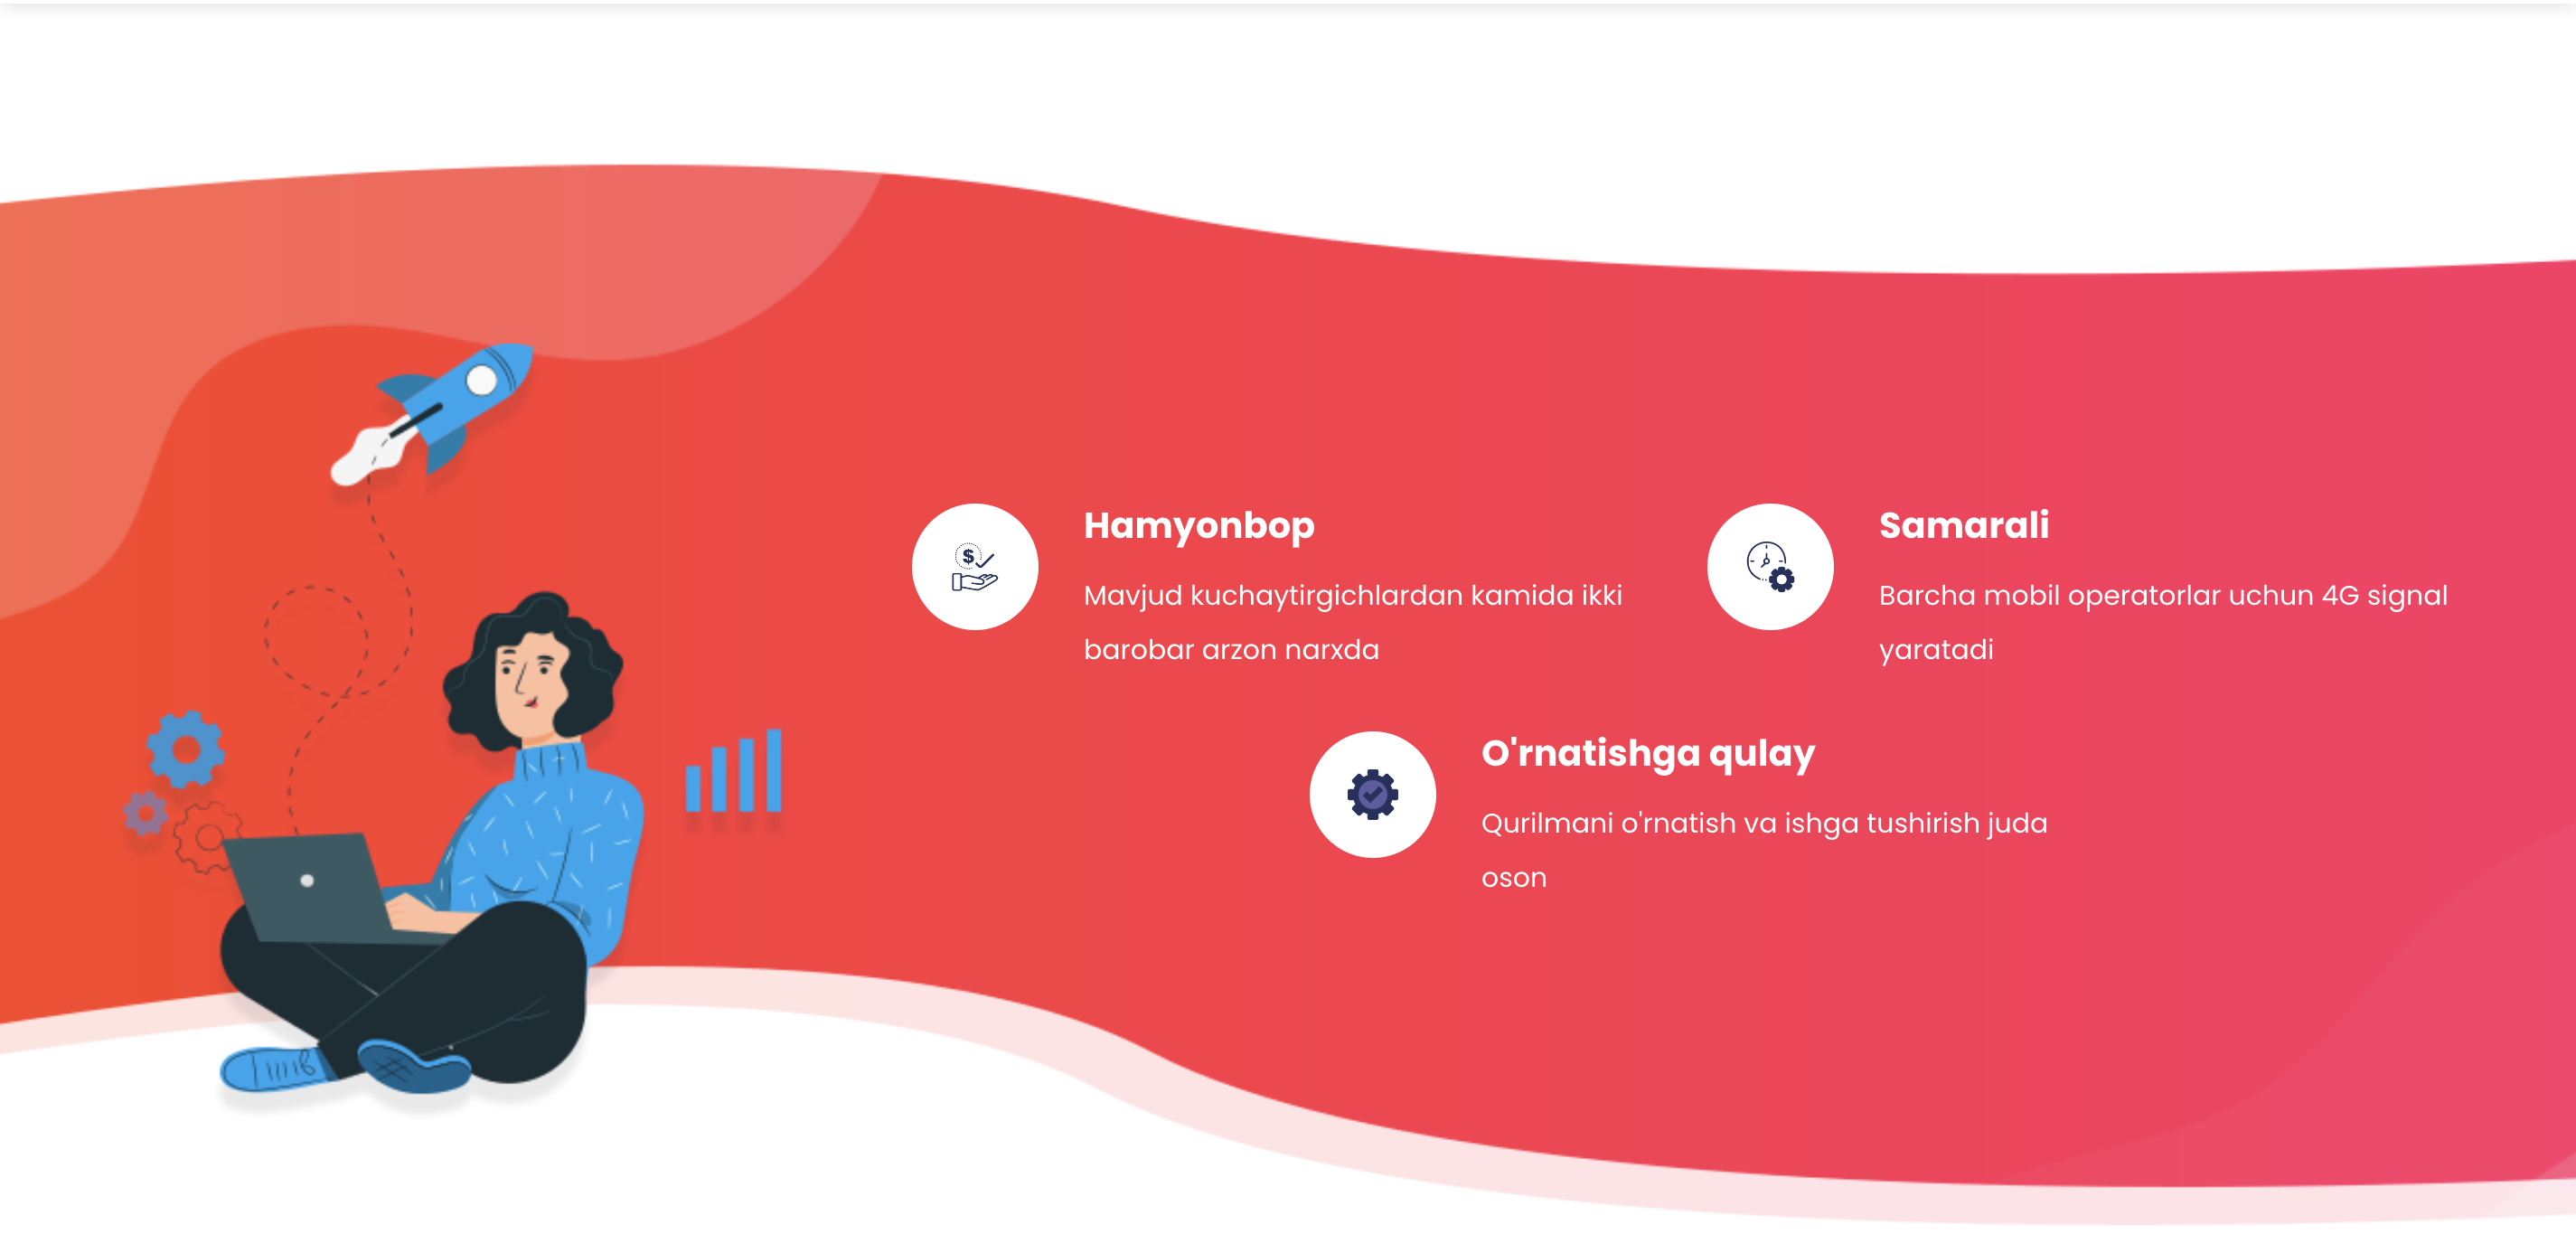 Hamyonbop
Mavjud kuchaytirgichlardan kamida ikki
barobar arzon narxda
Samarali
Barcha mobil operatorlar uchun 4G signal
yaratadi
O'rnatishga qulay
Qurilmani o'rnatish va ishga tushirish juda
oson